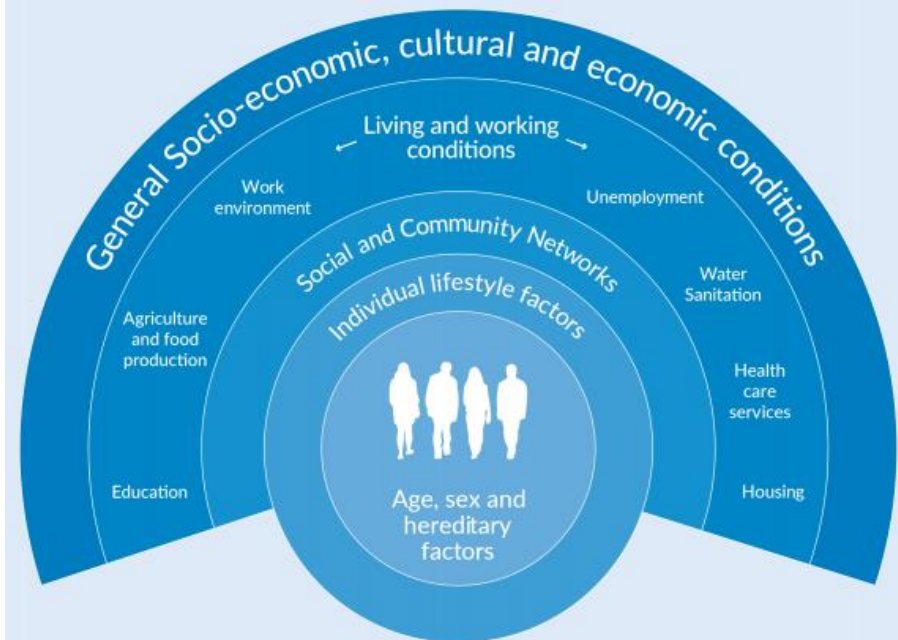 General Socio-economic, cultural and economic conditions
Living and working
conditions
Work
environment
Unemployment
Social and Community Networks
Water
Sanitation
Individual lifestyle factors
Agriculture
and food
production
Health
care
services
Education
Housing
Age, sex and
hereditary
factors